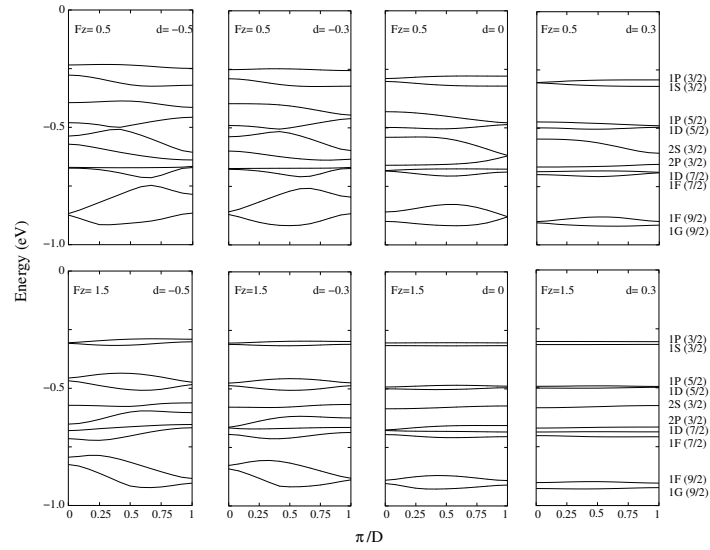 0
Fz= 0.5 d= −0.5
Fz= 0.5 d= −0.3
Fz= 0.5 d= 0
Fz= 0.5 d= 0.3
1P (3/2)
1S (3/2)
−0.5
1P (5/2)
1D (5/2)
2S (3/2)
2P (3/2)
1D (7/2)
1F (7/2)
1F (9/2)
1G (9/2)
−1.0
Energy (eV)
0
Fz= 1.5 d= −0.5
Fz=1.5 d= −0.3
Fz=1.5 d= 0
Fz=1.5 d= 0.3
1P (3/2)
1S (3/2)
−0.5
1P (5/2)
1D (5/2)
2S (3/2)
2P (3/2)
1D (7/2)
1F (7/2)
1F (9/2)
1G (9/2)
−1.0
0 0.25 0.75 1 0 0.25 0.75 1 0 0.25 0.75 1 0 0.25 0.75 1
π/D